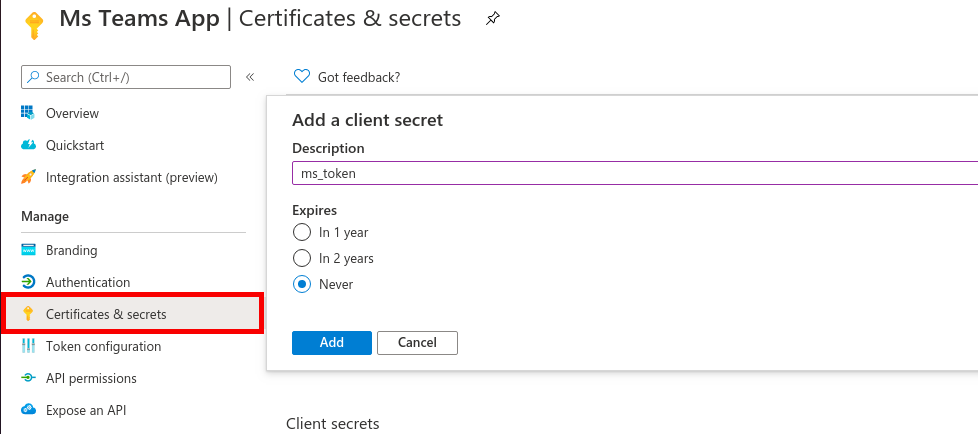 Ms Teams App | Certificates & secrets
Search (Ctrl+/)
«
Got feedback?
Overview
Quickstart
Integration assistant (preview)
Manage
Branding
Authentication
Certificates & secrets
Token configuration
API permissions
Expose an API
Add a client secret
Description
ms_token
Expires
In 1 year
In 2 years
Never
Add
Cancel
Client secrets